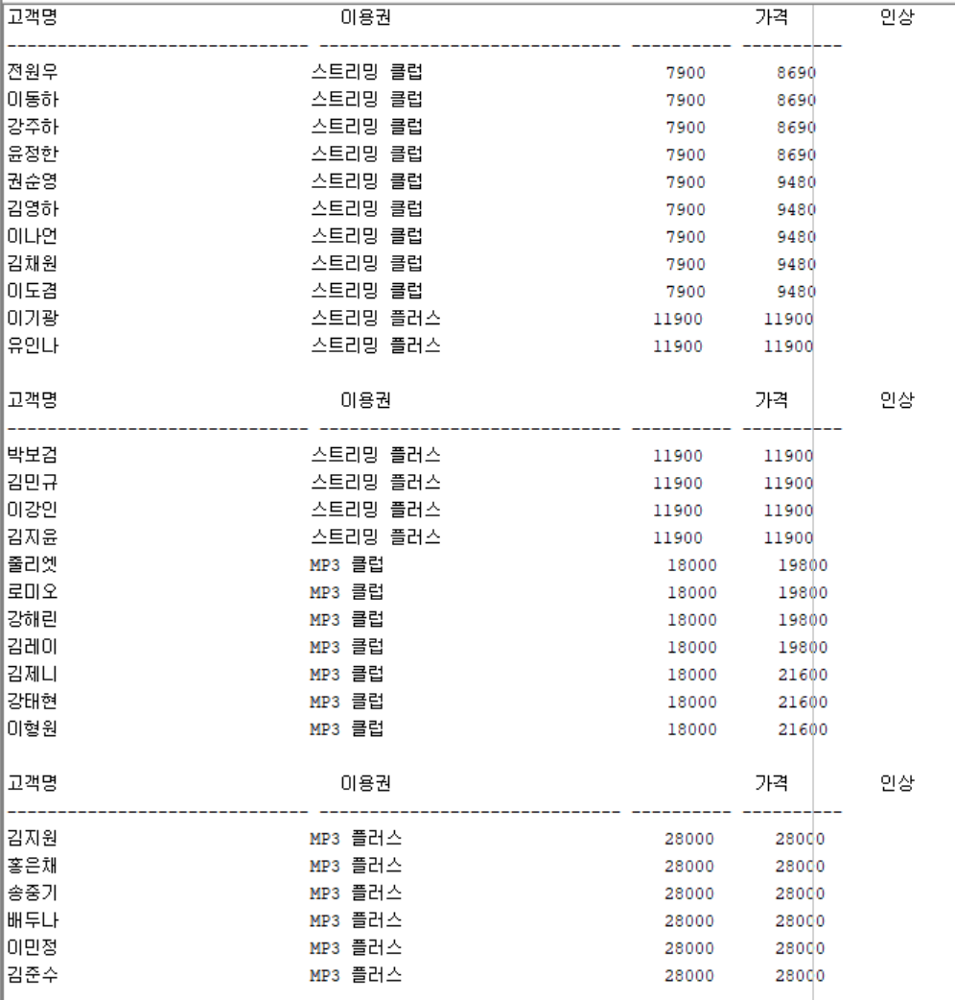 고객명 이용권 가격 인상
------------------------------ ------------------------------ ---------- ----------
전원우 스트리밍 클럽 7900 8690
이동하 스트리밍 클럽 7900 8690
강주하 스트리밍 클럽 7900 8690
윤정한 스트리밍 클럽 7900 8690
권순영 스트리밍 클럽 7900 9480
김영하 스트리밍 클럽 7900 9480
이나언 스트리밍 클럽 7900 9480
김채원 스트리밍 클럽 7900 9480
이도겸 스트리밍 클럽 7900 9480
이기광 스트리밍 플러스 11900 11900
유인나 스트리밍 플러스 11900 11900
고객명 이용권 가격 인상
------------------------------ ------------------------------ ---------- ----------
박보검 스트리밍 플러스 11900 11900
김민규 스트리밍 플러스 11900 11900
이강인 스트리밍 플러스 11900 11900
김지윤 스트리밍 플러스 11900 11900
줄리엣 MP3 클럽 18000 19800
로미오 MP3 클럽 18000 19800
강해린 MP3 클럽 18000 19800
김레이 MP3 클럽 18000 19800
김제니 MP3 클럽 18000 21600
강태현 MP3 클럽 18000 21600
이형원 MP3 클럽 18000 21600
고객명 이용권 가격 인상
------------------------------ ------------------------------ ---------- ----------
김지원 MP3 플러스 28000 28000
홍은채 MP3 플러스 28000 28000
송중기 MP3 플러스 28000 28000
배두나 MP3 플러스 28000 28000
이민정 MP3 플러스 28000 28000
김준수 MP3 플러스 28000 28000